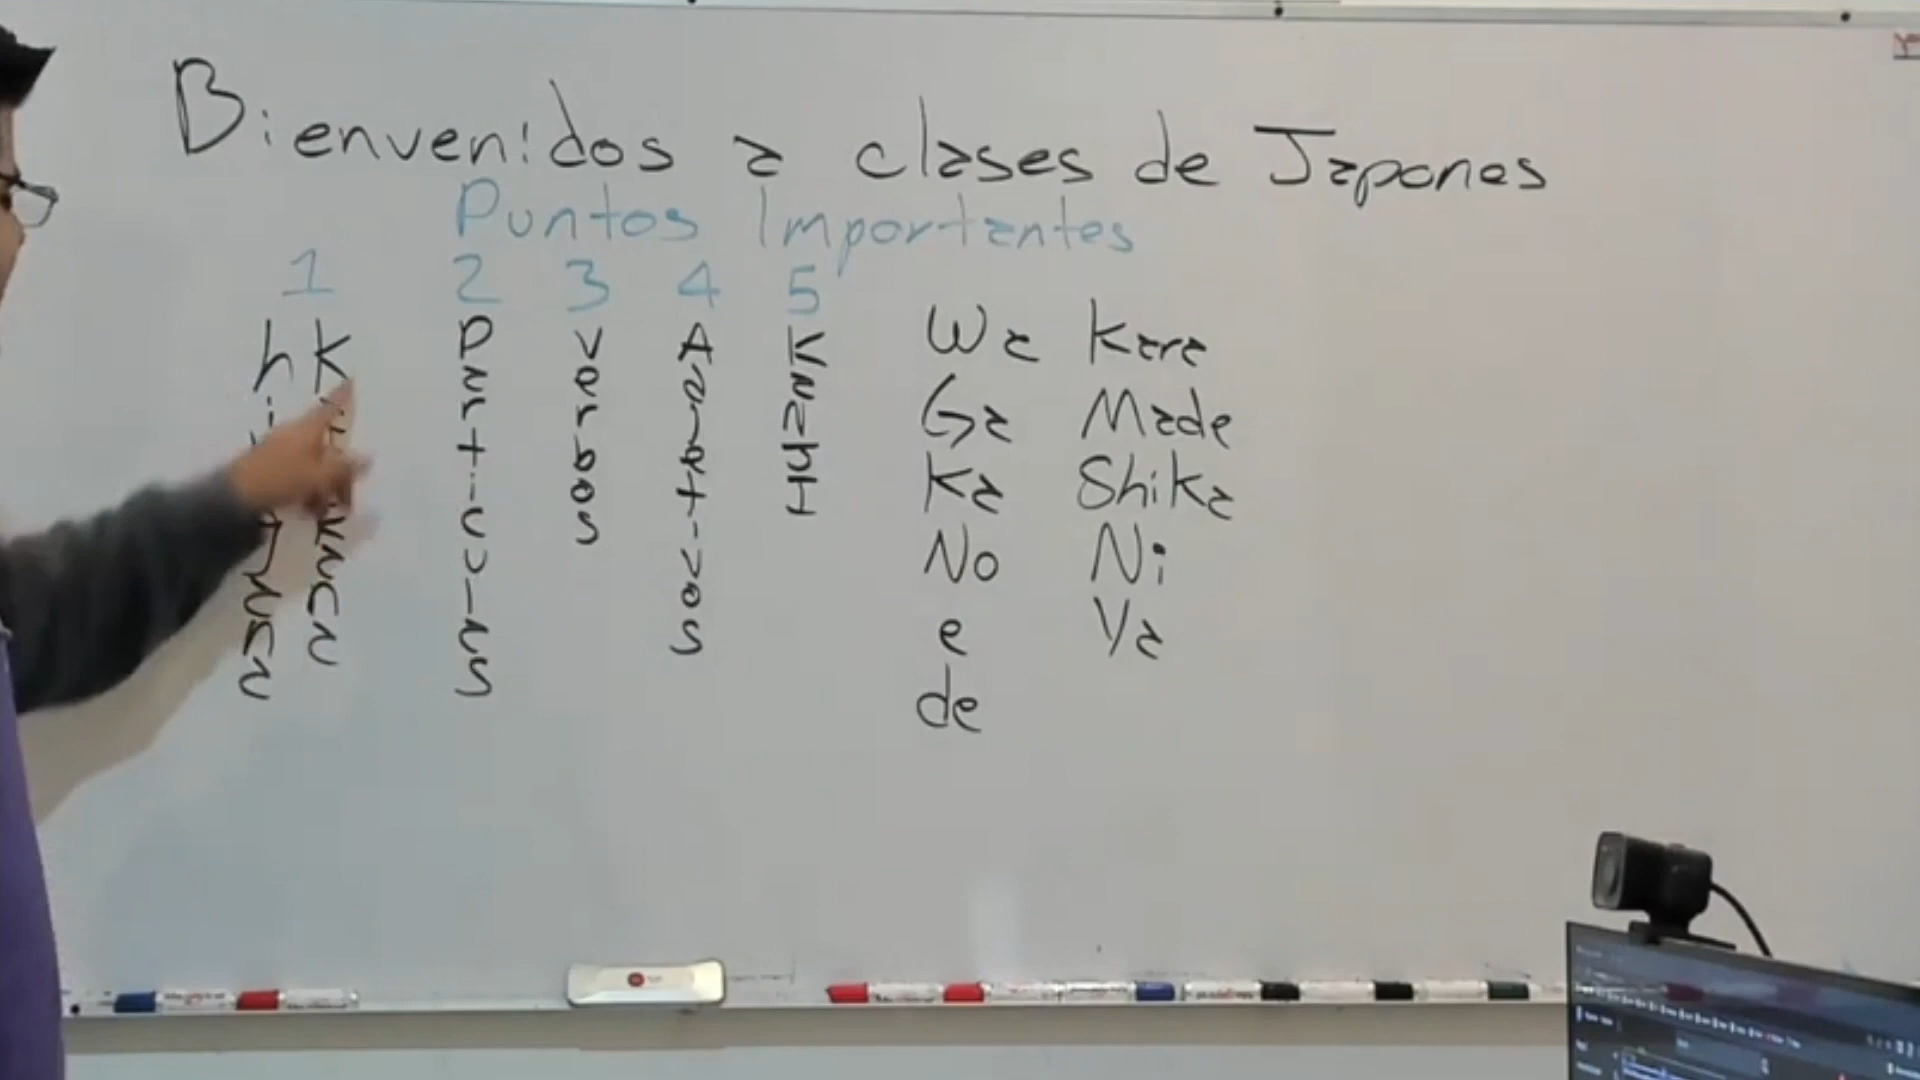 Bienvenidos a clases de Japones
Puntos Importantes
1 2 3 4 5
Particulas
Verbos
Adjetivos
Wa Kara
Ga Made
Ka Shika
No Ni
e Ya
de